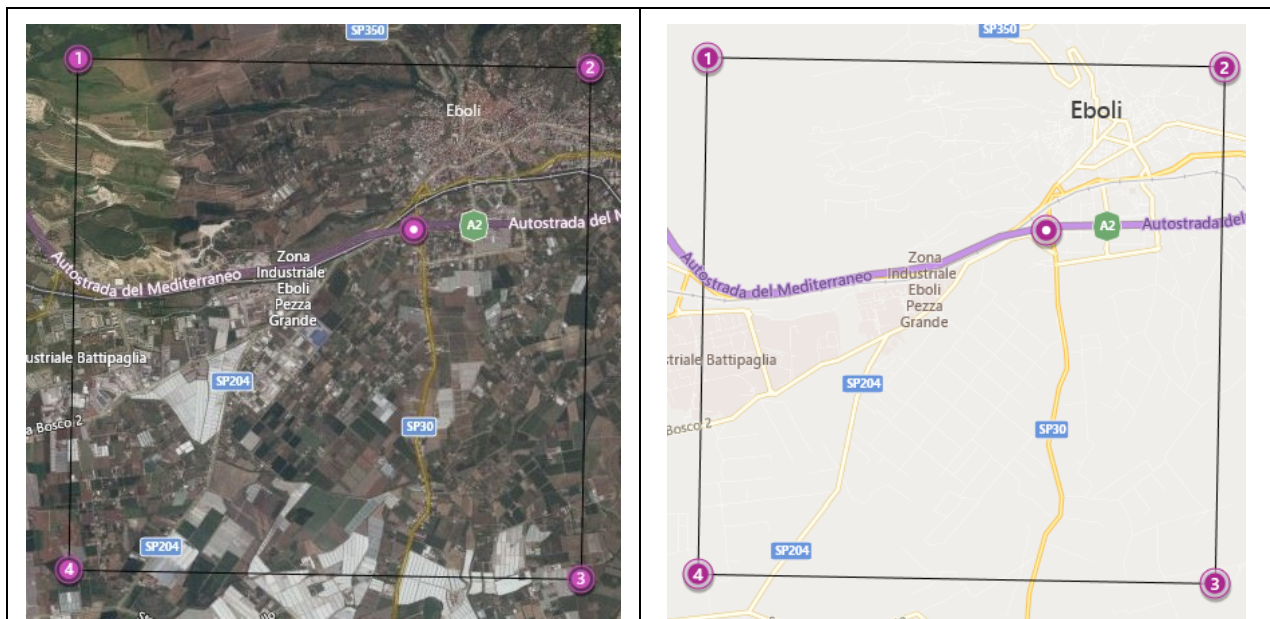 SP350
1
2
Eboli
A2
Autostrada del M
Autostrada del Mediterraneo
Zona
Industriale
Eboli
Pezza
Grande
ustriale Battipaglia
SP204
a Bosco 2
SP30
SP204
4
3
SP350
1
2
Eboli
A2
Autostrada del
Autostrada del Mediterraneo
Zona
Industriale
Eboli
Pezza
Grande
triale Battipaglia
SP204
Bosco 2
SP30
SP204
4
3